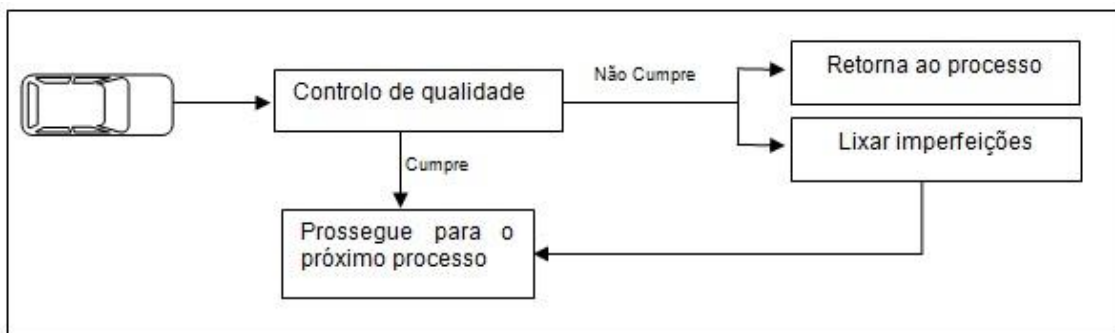 Não Cumpre
Retorna ao processo
Controlo de qualidade
Lixar imperfeições
Cumpre
Prossegue para o
próximo processo